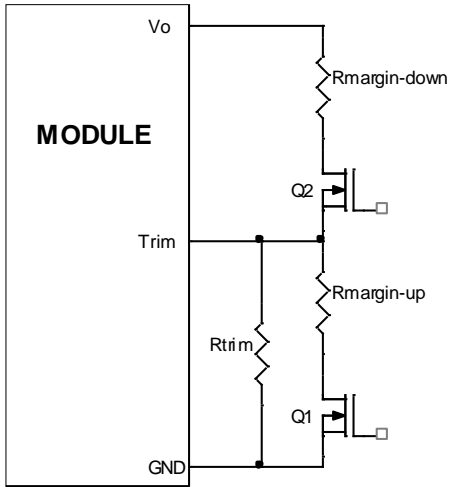 Vo
Rmargin-down
MODULE
Q2
Trim
Rmargin-up
Rtrim
Q1
GND